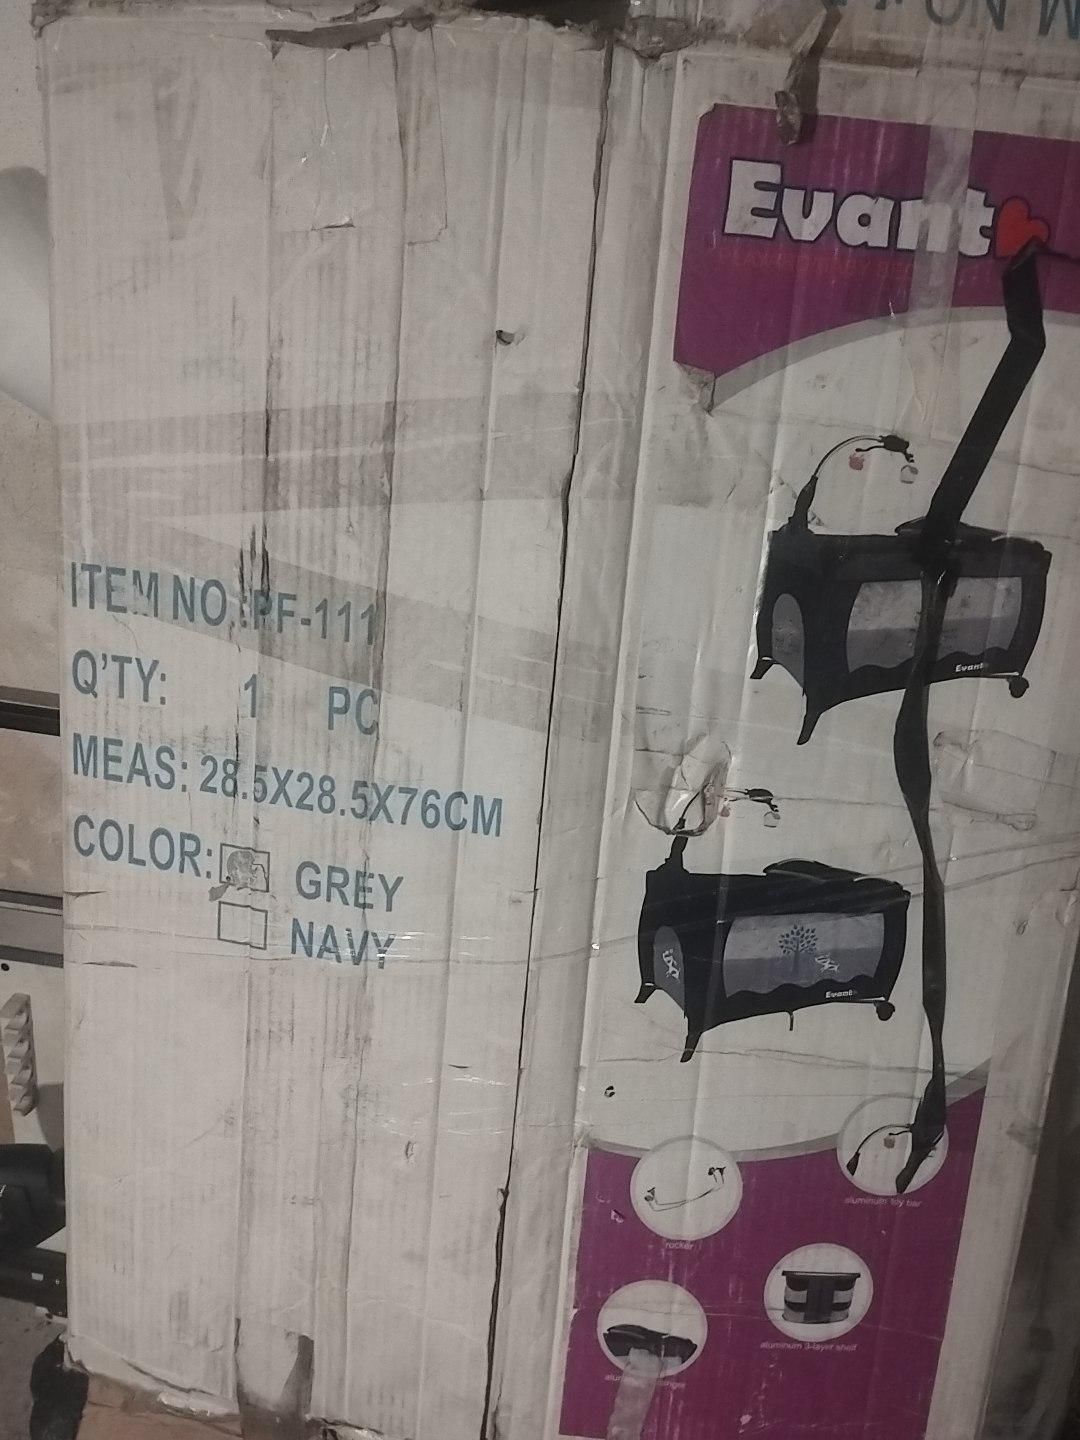 M NO
Evant
ITEM NO.: PF-111
Q'TY: 1 PC
MEAS: 28.5X28.5X76CM
COLOR: GREY
NAVY
Evant
Evant
aluminum toy bar
rocker
aluminum 3-layer shelf